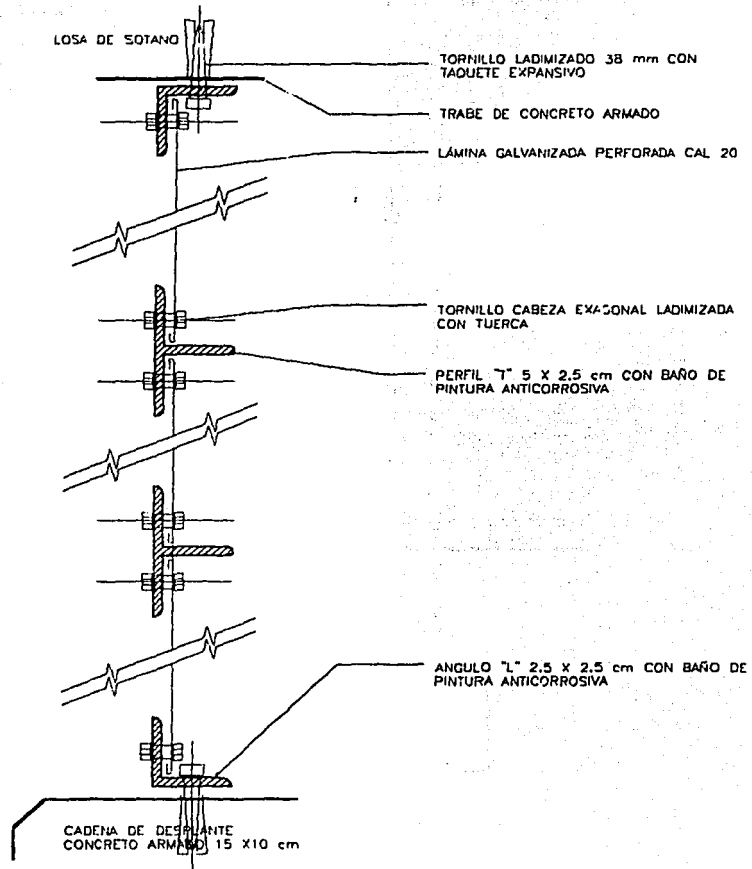 LOSA DE SOTANO
TORNILLO LADIMIZADO 38 mm CON
TAQUETE EXPANSIVO
TRABE DE CONCRETO ARMADO
LÁMINA GALVANIZADA PERFORADA CAL 20
TORNILLO CABEZA EXAGONAL LADIMIZADA
CON TUERCA
PERFIL "T" 5 X 2.5 cm CON BAÑO DE
PINTURA ANTICORROSIVA
ANGULO "L" 2.5 X 2.5 cm CON BAÑO DE
PINTURA ANTICORROSIVA
CADENA DE DESPLANTE
CONCRETO ARMADO 15 X10 cm